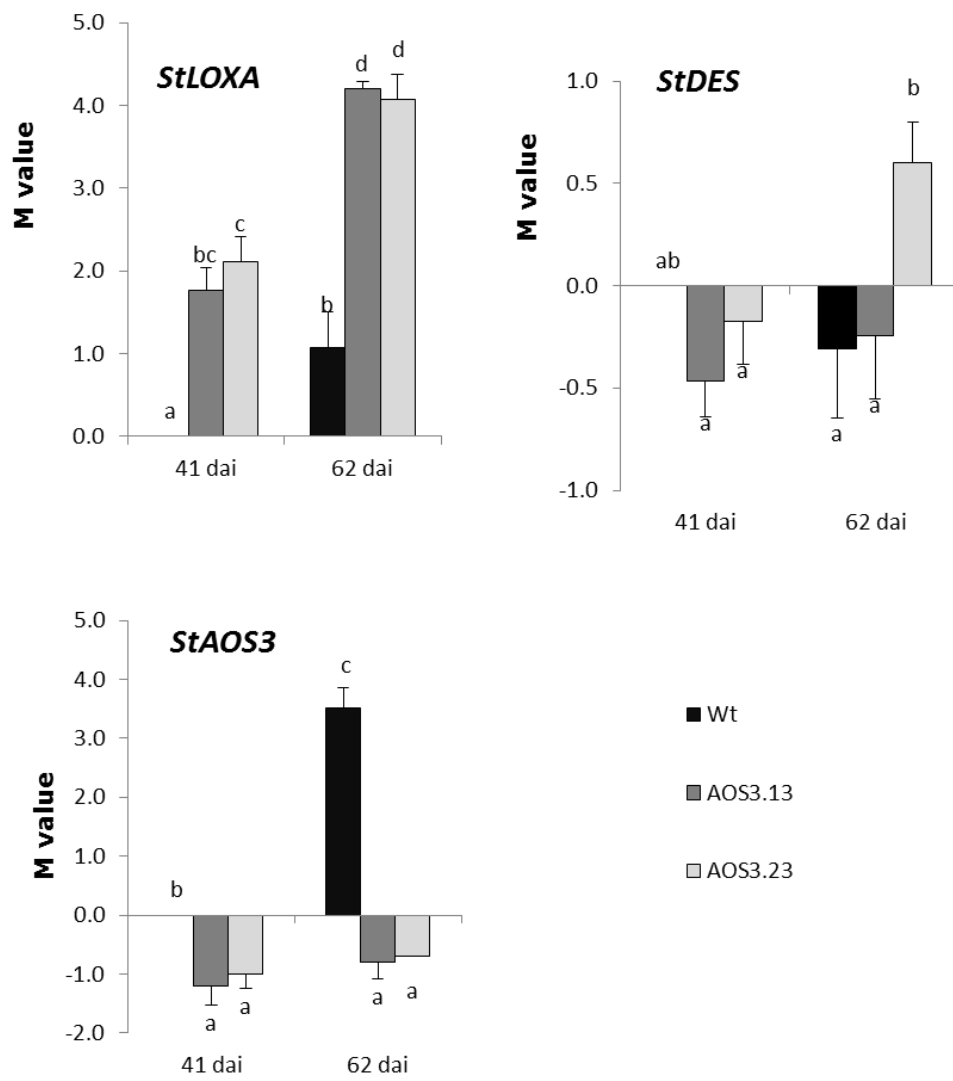 StLOXA
M value
5.0
4.0
3.0
2.0
1.0
0.0
a
bc
c
b
d
d
41 dai
62 dai
StDES
M value
1.0
0.5
0.0
-0.5
-1.0
ab
a
a
a
a
b
41 dai
62 dai
StAOS3
M value
5.0
4.0
3.0
2.0
1.0
0.0
-1.0
-2.0
b
a
a
c
a
a
41 dai
62 dai
Wt
AOS3.13
AOS3.23